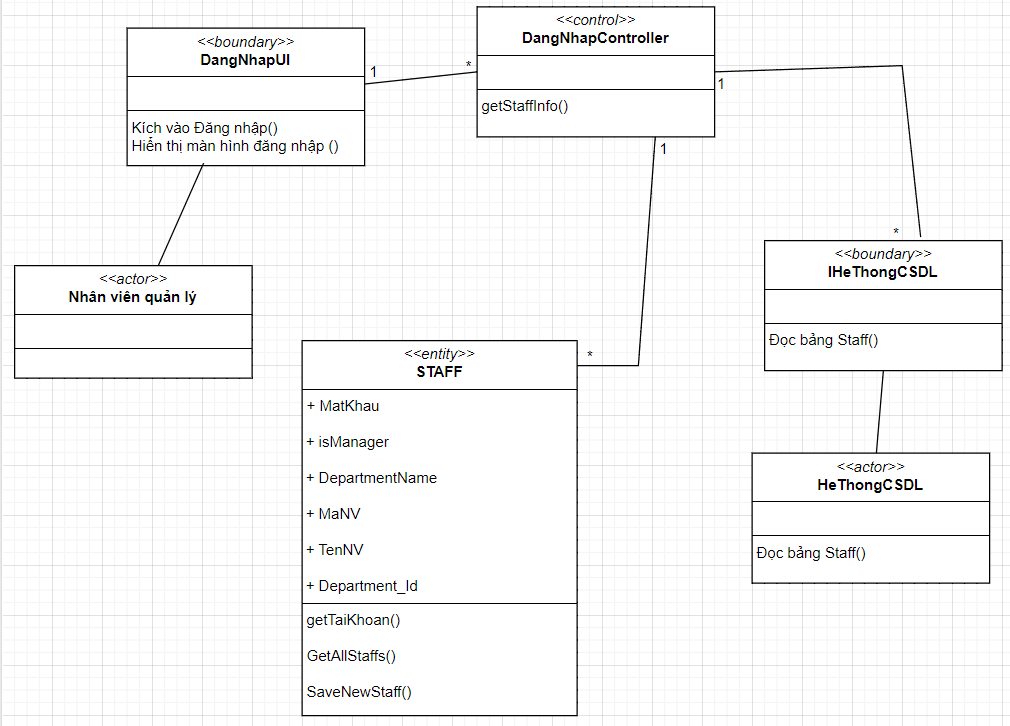 <<boundary>>
DangNhapUI
Kích vào Đăng nhập()
Hiển thị màn hình đăng nhập ()
1
*
<<control>>
DangNhapController
getStaffInfo()
1
1
*
<<boundary>>
IHeThongCSDL
Đọc bảng Staff()
<<actor>>
Nhân viên quản lý
<<entity>>
STAFF
*
+ MatKhau
+ isManager
+ DepartmentName
+ MaNV
+ TenNV
+ Department_Id
getTaiKhoan()
GetAllStaffs()
SaveNewStaff()
<<actor>>
HeThongCSDL
Đọc bảng Staff()